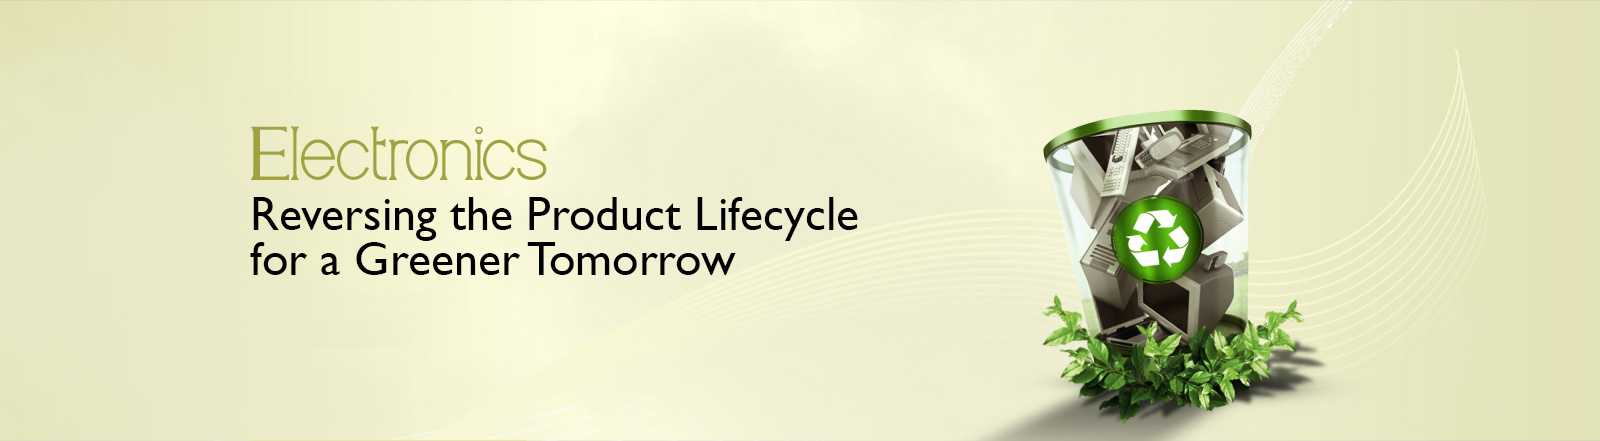 Electronics
Reversing the Product Lifecycle
for a Greener Tomorrow